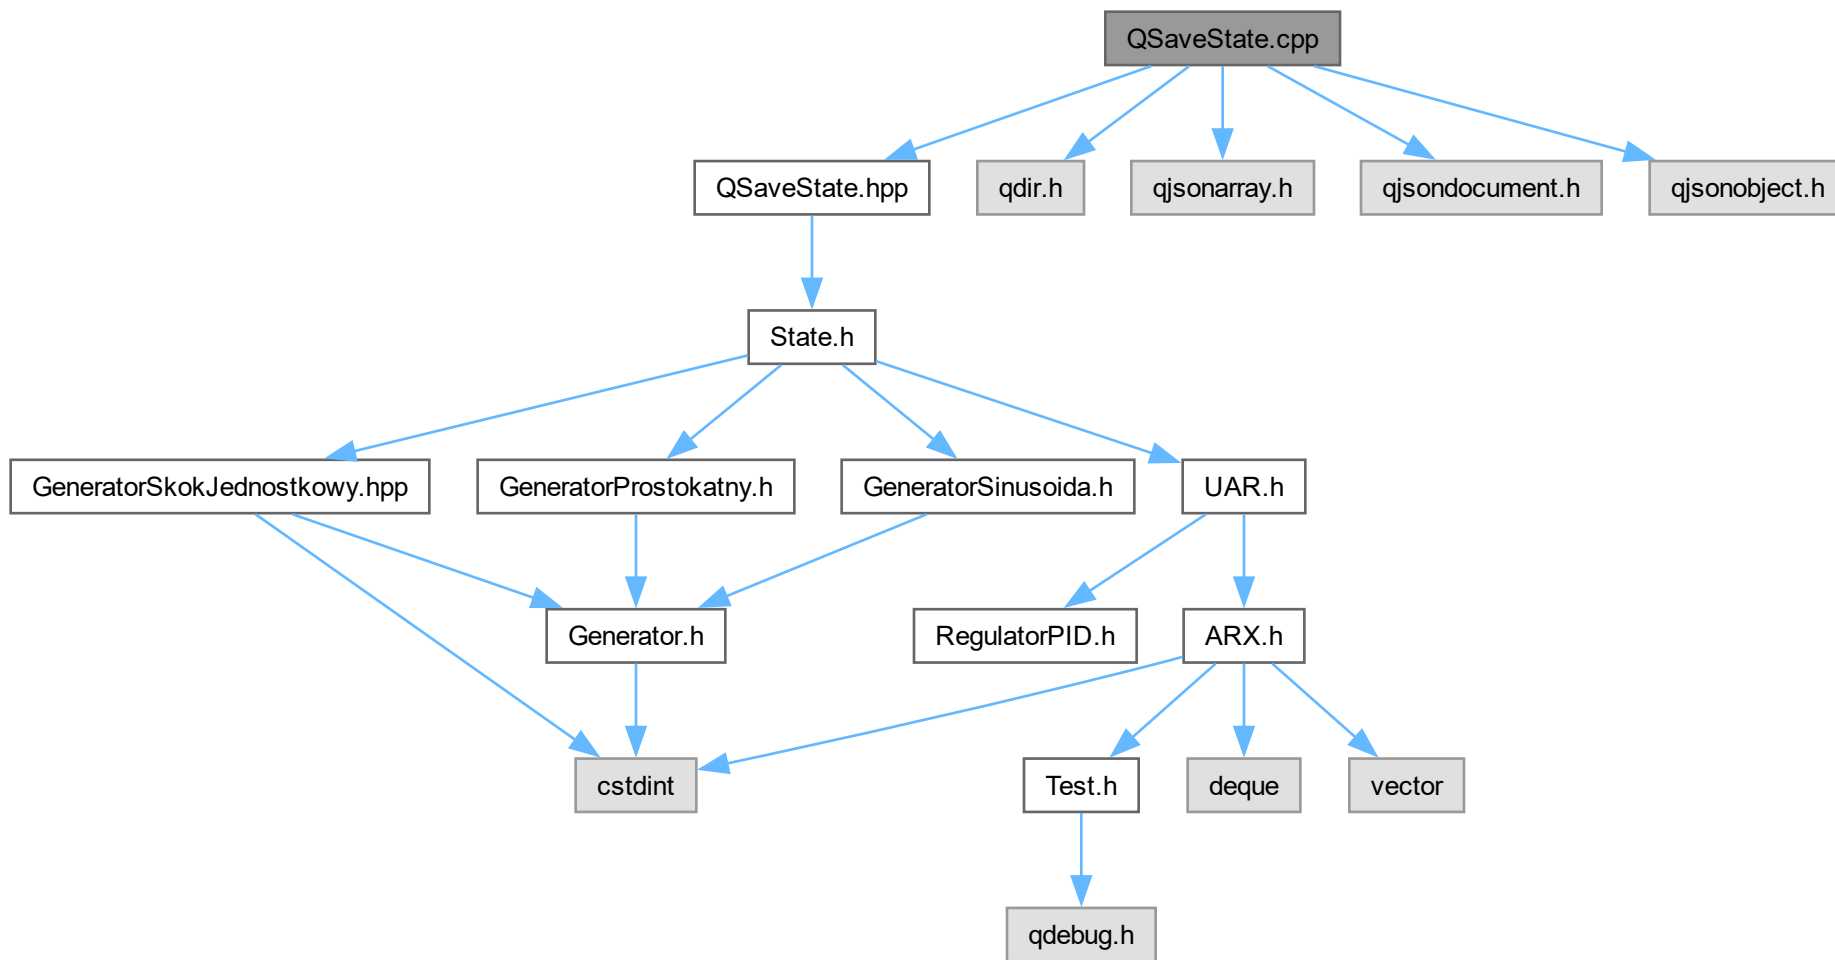 QSaveState.cpp
QSaveState.hpp
qdir.h
qjsonarray.h
qjsondocument.h
qjsonobject.h
State.h
GeneratorSkokJednostkowy.hpp
GeneratorProstokatny.h
GeneratorSinusoida.h
UAR.h
Generator.h
RegulatorPID.h
ARX.h
cstdint
Test.h
deque
vector
qdebug.h